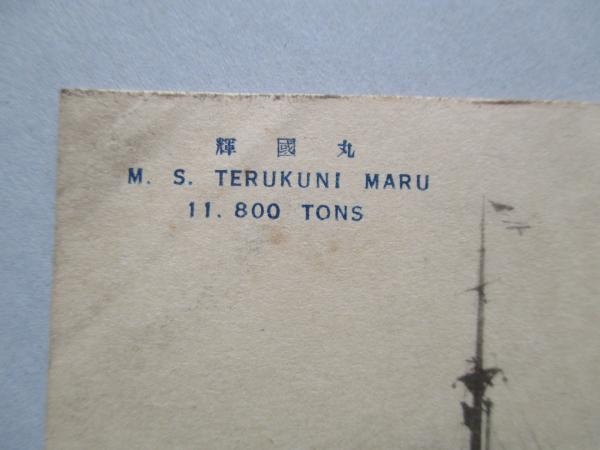 輝國丸
M. S. TERUKUNI MARU
11. 800 TONS